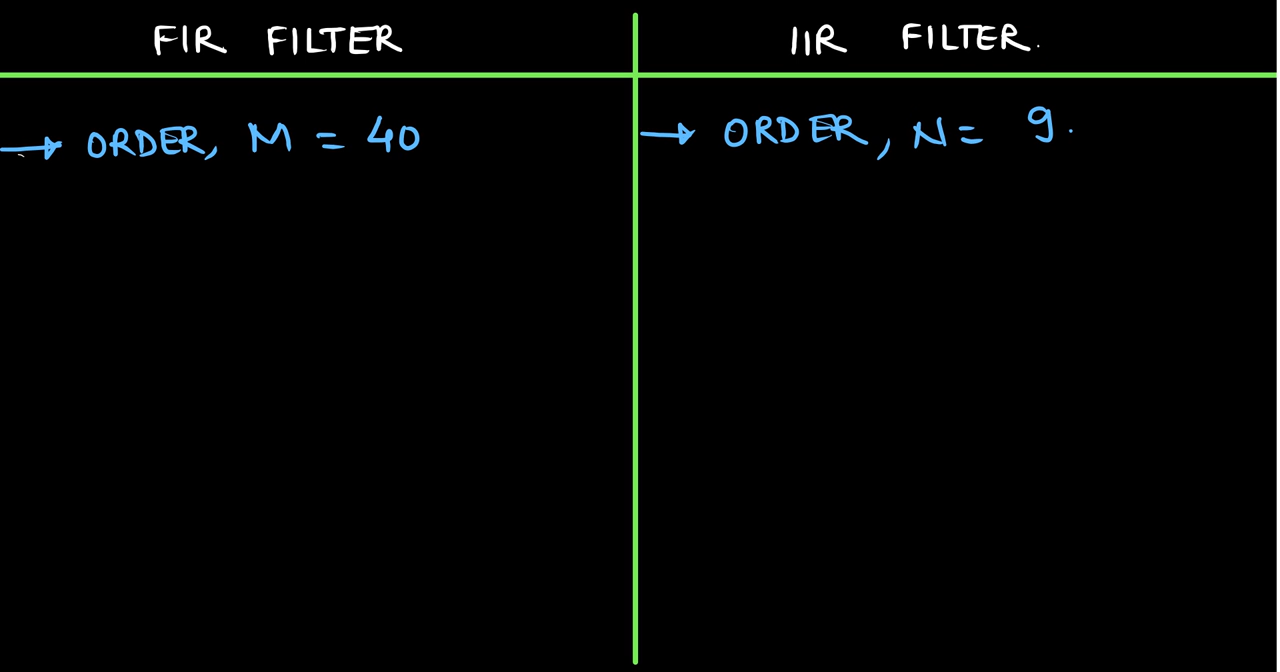 FIR FILTER
IIR FILTER.
→ ORDER, M = 40
→ ORDER, N = 9.